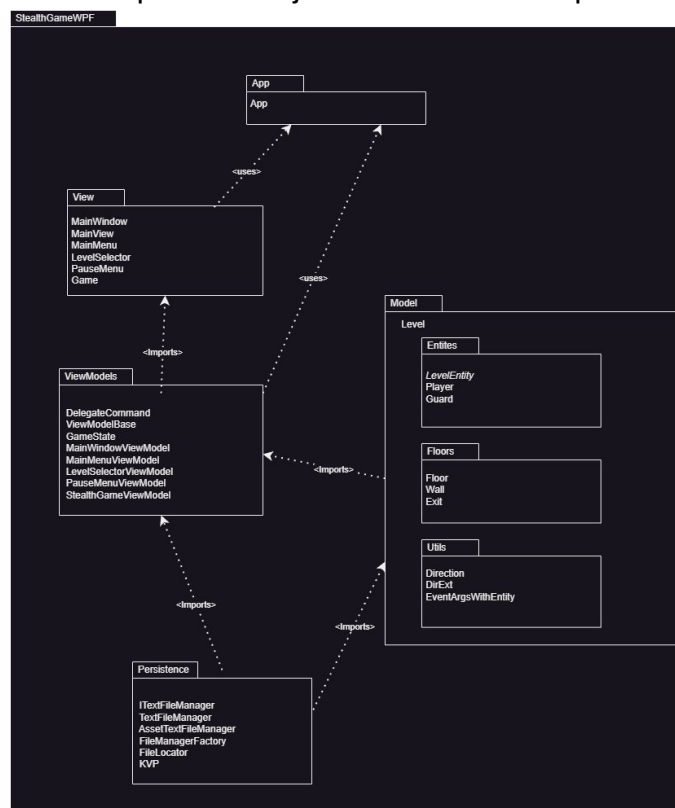 StealthGameWPF
App
App
<uses>
View
MainWindow
MainView
MainMenu
LevelSelector
PauseMenu
Game
<uses>
Model
Level
Entites
LevelEntity
Player
Guard
<Imports>
ViewModels
DelegateCommand
ViewModelBase
GameState
MainWindowViewModel
MainMenuViewModel
LevelSelectorViewModel
PauseMenuViewModel
StealthGameViewModel
Floors
Floor
Wall
Exit
<Imports>
Utils
Direction
DirExt
EventArgsWithEntity
<Imports>
<Imports>
Persistence
ITextFileManager
TextFileManager
AssetTextFileManager
FileManagerFactory
FileLocator
KVP